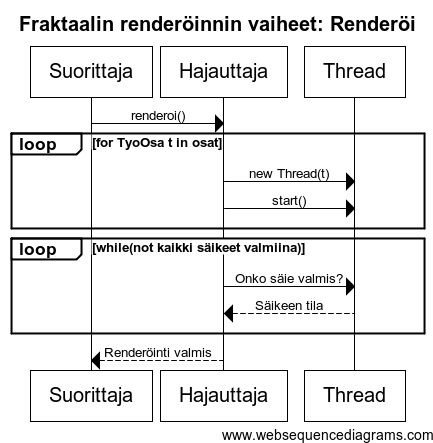 Fraktaalin renderöinnin vaiheet: Renderöi
Suorittaja Hajauttaja Thread
renderoi()
loop [for TyoOsa t in osat]
new Thread(t)
start()
loop [while(not kaikki säikeet valmiina)]
Onko säie valmis?
Säikeen tila
Renderöinti valmis
Suorittaja Hajauttaja Thread
www.websequencediagrams.com